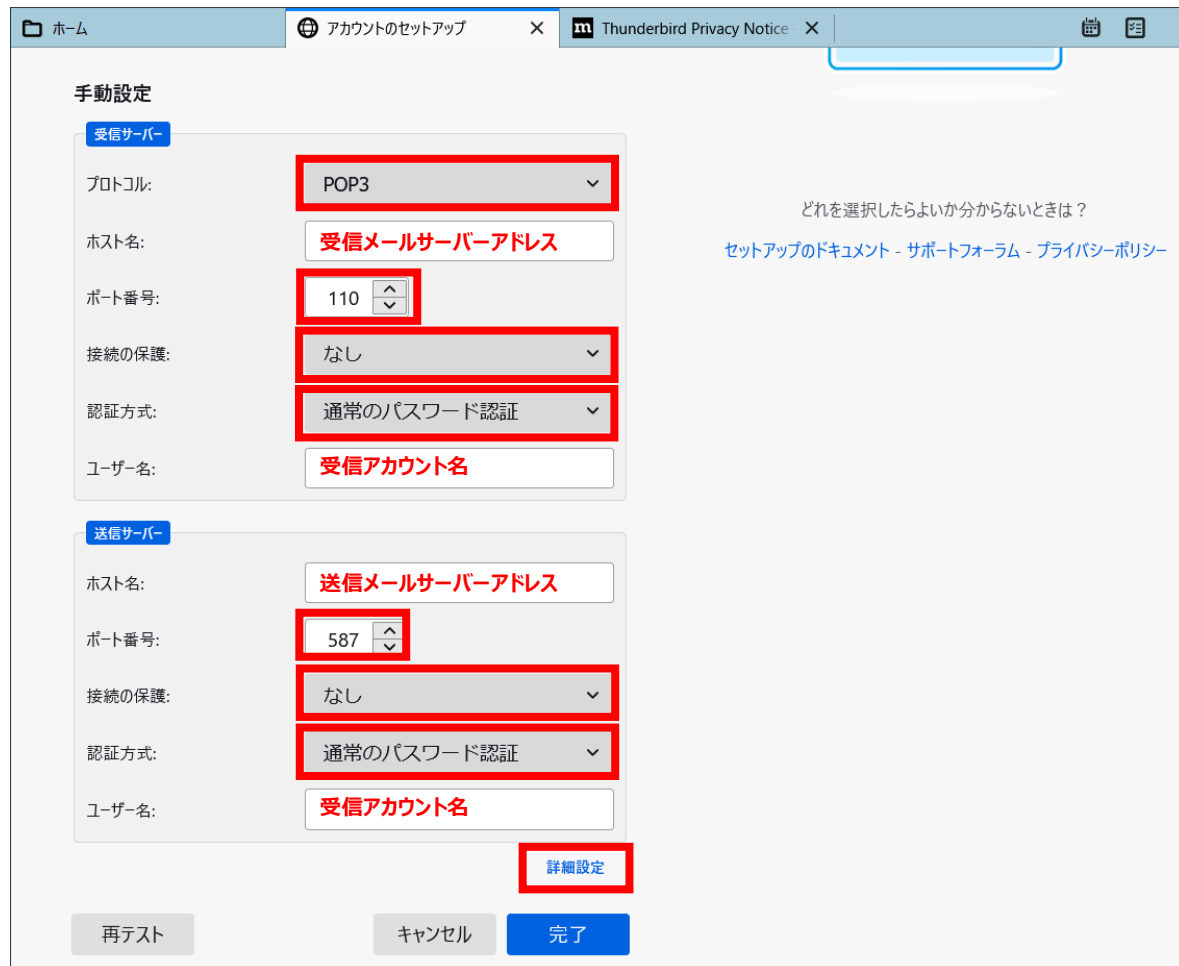 ホーム
アカウントのセットアップ
Thunderbird Privacy Notice -
手動設定
受信サーバー
プロトコル: POP3
ホスト名: 受信メールサーバーアドレス
ポート番号: 110
接続の保護: なし
認証方式: 通常のパスワード認証
ユーザー名: 受信アカウント名
送信サーバー
ホスト名: 送信メールサーバーアドレス
ポート番号: 587
接続の保護: なし
認証方式: 通常のパスワード認証
ユーザー名: 受信アカウント名
詳細設定
再テスト
キャンセル
完了
どれを選択したらよいか分からないときは？
セットアップのドキュメント - サポートフォーラム - プライバシーポリシー